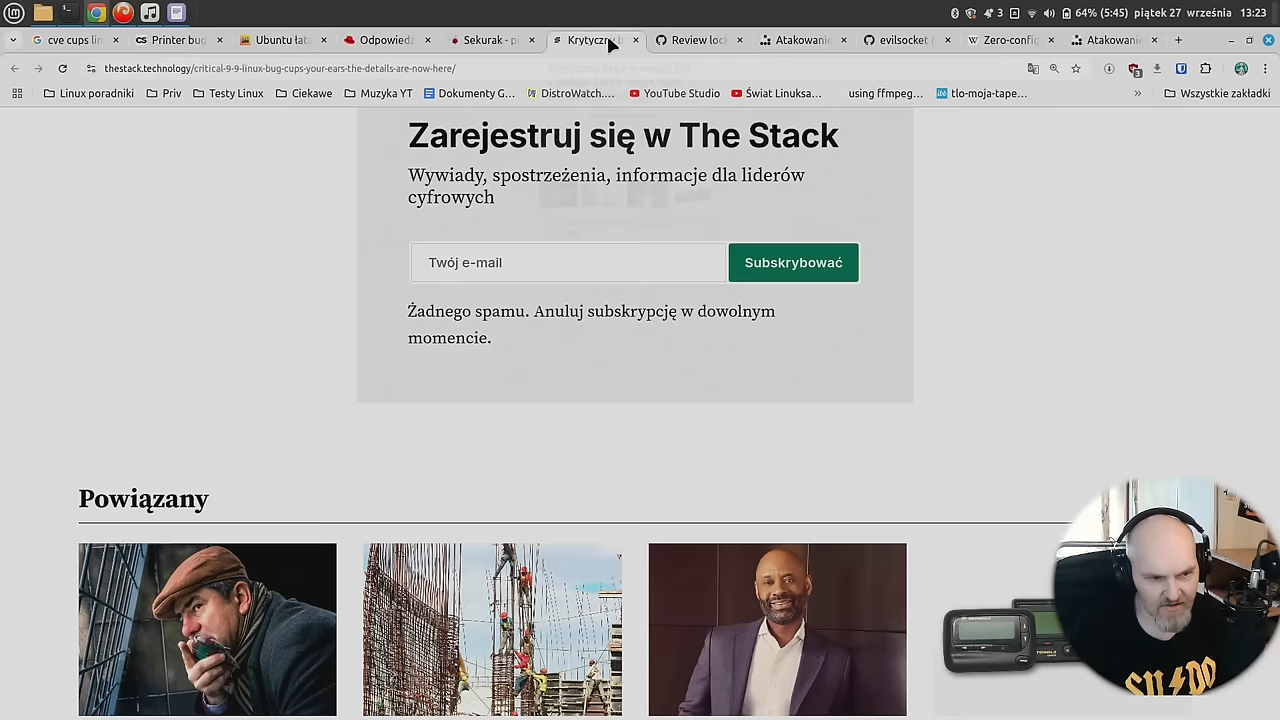 3
64% (5:45) piątek 27 września 13:23
cve cups lin
Printer bug
Ubuntu łata
Odpowiedź
Sekurak - p
Krytyczny b
Review loc
Atakowanie
evilsocket (
Zero-config
Atakowanie
thestack.technology/critical-9-9-linux-bug-cups-your-ears-the-details-are-now-here/
3
Linux poradniki
Priv
Testy Linux
Ciekawe
Muzyka YT
Dokumenty G...
DistroWatch....
YouTube Studio
Świat Linuksa...
using ffmpeg...
tlo-moja-tape...
»
Wszystkie zakładki
Zarejestruj się w The Stack
Wywiady, spostrzeżenia, informacje dla liderów
cyfrowych
Twój e-mail
Subskrybować
Żadnego spamu. Anuluj subskrypcję w dowolnym
momencie.
Powiązany
MOTOROLA